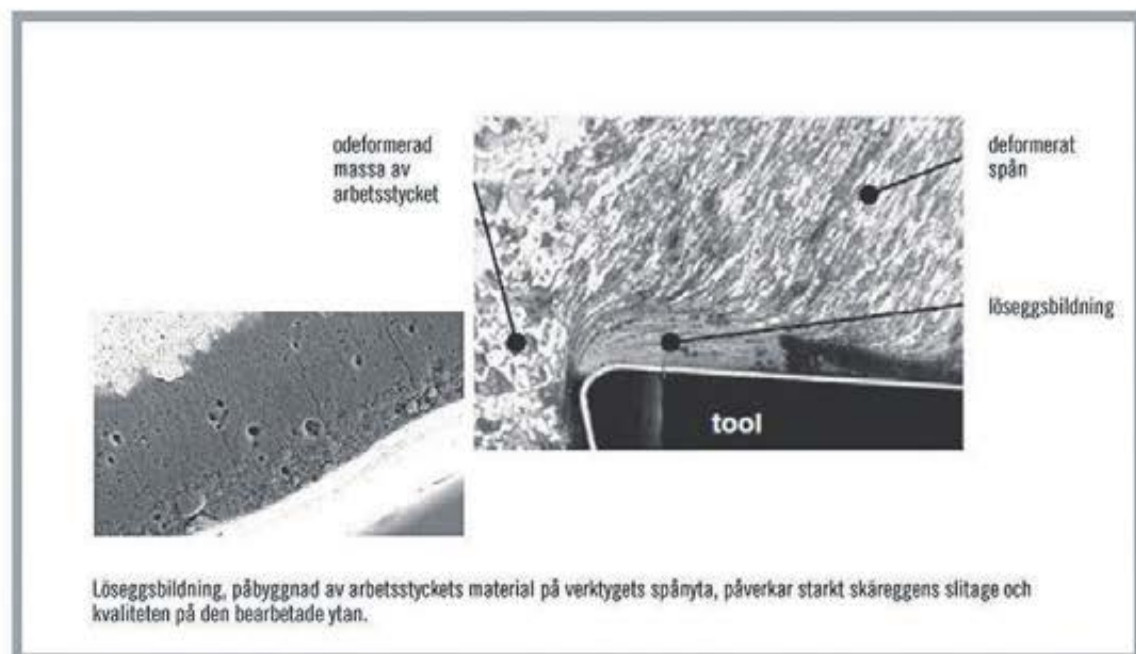 odeformerad
massa av
arbetsstycket
deformerat
spån
löseggsbildning
tool
Löseggsbildning, påbyggnad av arbetsstyckets material på verktygets spånyta, påverkar starkt skäreggens slitage och
kvaliteten på den bearbetade ytan.